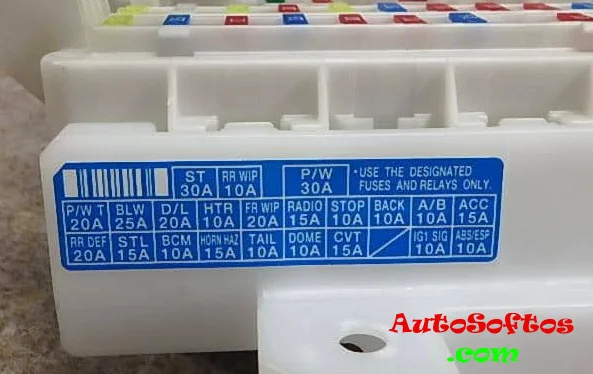 ST RR WIP P/W • USE THE DESIGNATED
30A 10A 30A FUSES AND RELAYS ONLY.
P/W T BLW D/L HTR FR WIP RADIO STOP BACK A/B ACC
20A 25A 20A 10A 20A 15A 10A 10A 10A 15A
RR DEF STL BCM HORN HAZ TAIL DOME CVT IG1 SIG ABS/ESP
20A 15A 10A 15A 10A 10A 15A 10A 10A
AutoSoftos
.com